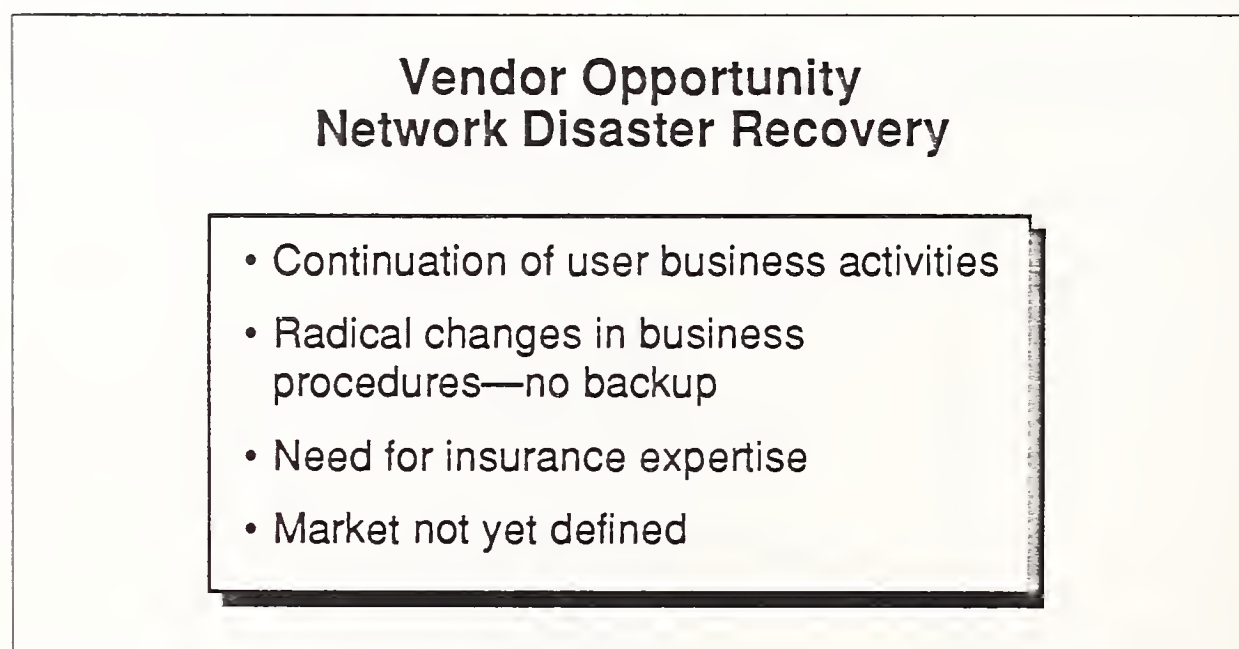 Vendor Opportunity
Network Disaster Recovery
• Continuation of user business activities
• Radical changes in business
procedures—no backup
• Need for insurance expertise
• Market not yet defined